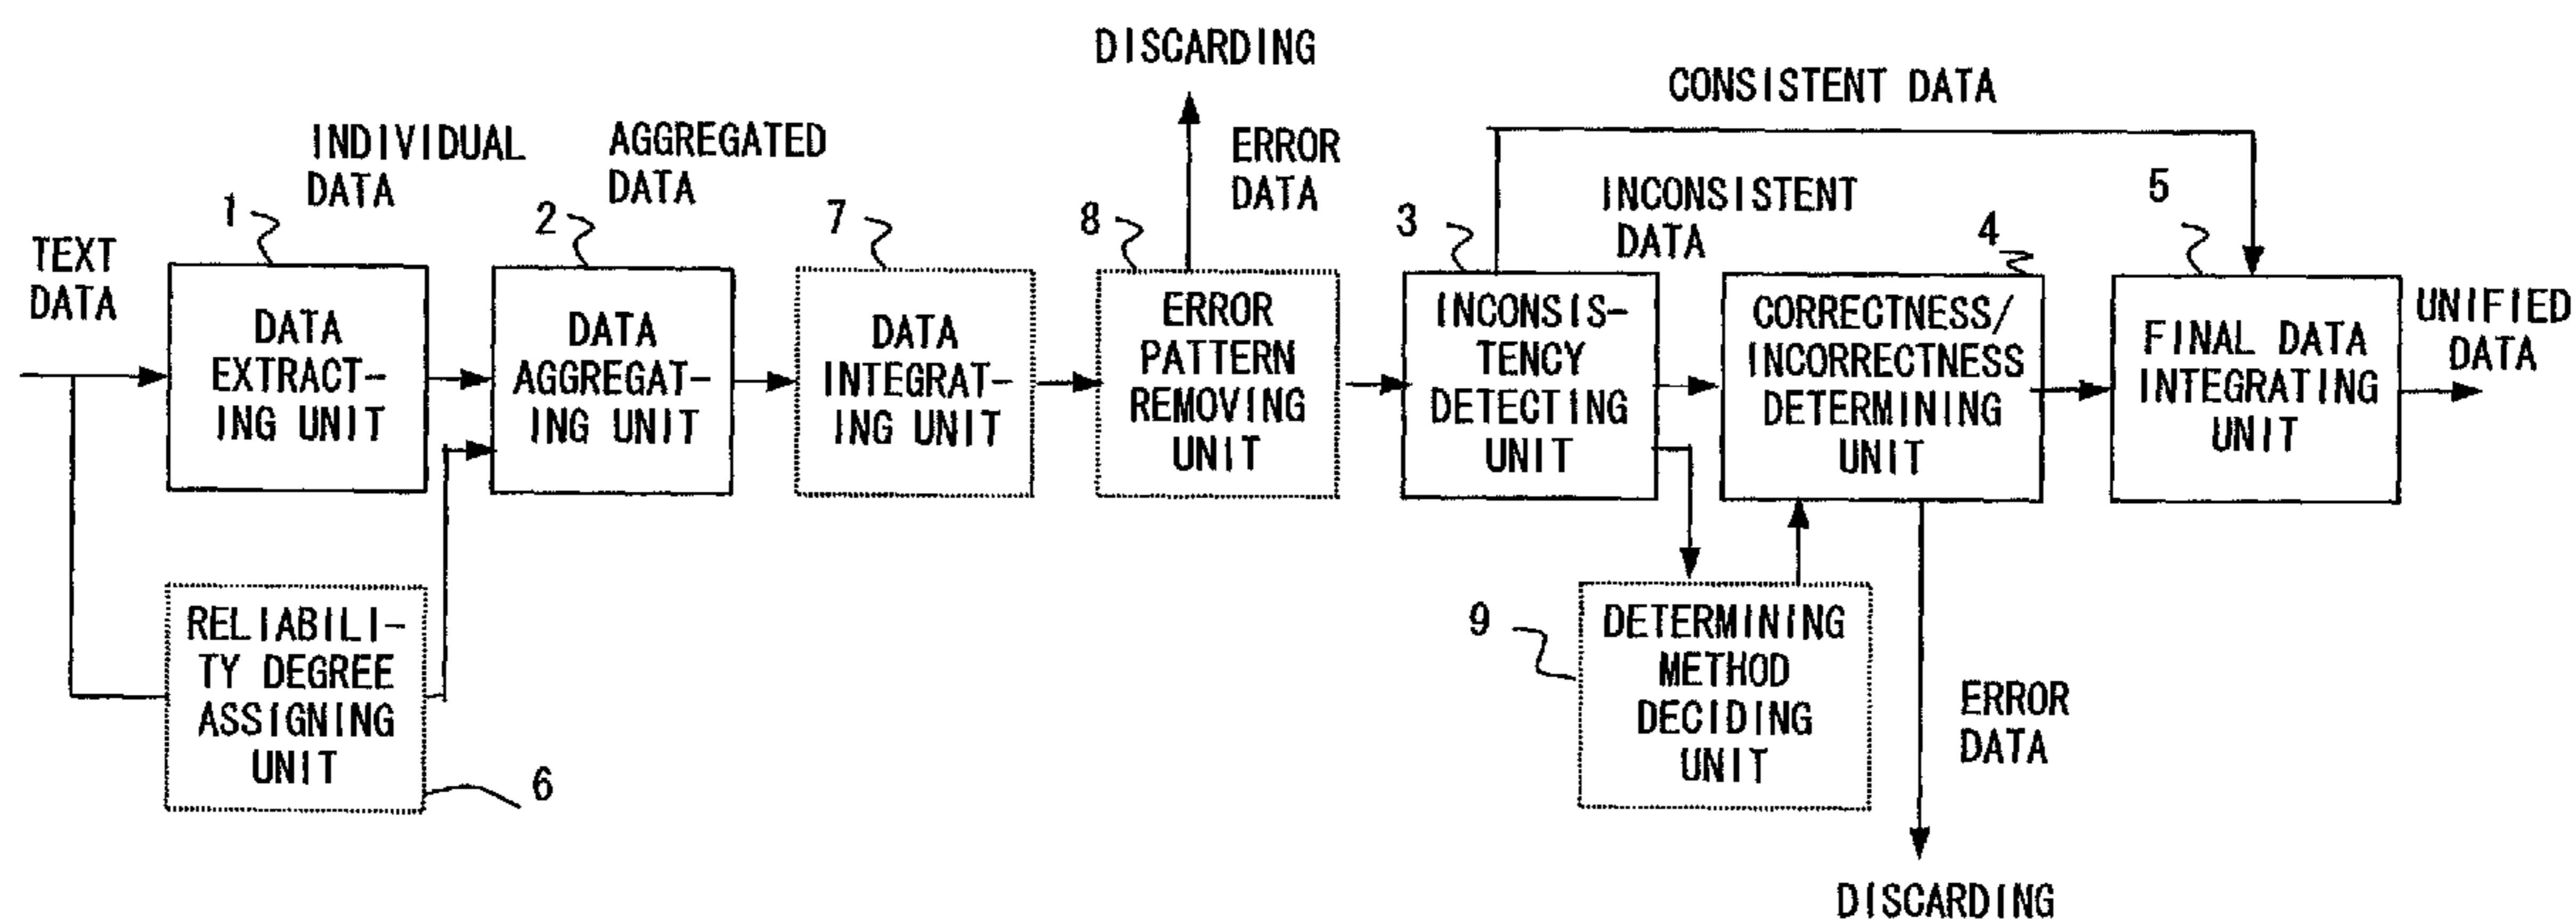 DISCARDING
CONSISTENT DATA
INDIVIDUAL
DATA
AGGREGATED
DATA
ERROR
DATA
INCONSISTENT
DATA
1
2
7
8
3
4
5
TEXT
DATA
DATA
EXTRACT-
ING UNIT
DATA
AGGREGAT-
ING UNIT
DATA
INTEGRAT-
ING UNIT
ERROR
PATTERN
REMOVING
UNIT
INCONSIS-
TENCY
DETECTING
UNIT
CORRECTNESS/
INCORRECTNESS
DETERMINING
UNIT
FINAL DATA
INTEGRATING
UNIT
UNIFIED
DATA
RELIABILI-
TY DEGREE
ASSIGNING
UNIT
6
9
DETERMINING
METHOD
DECIDING
UNIT
ERROR
DATA
DISCARDING